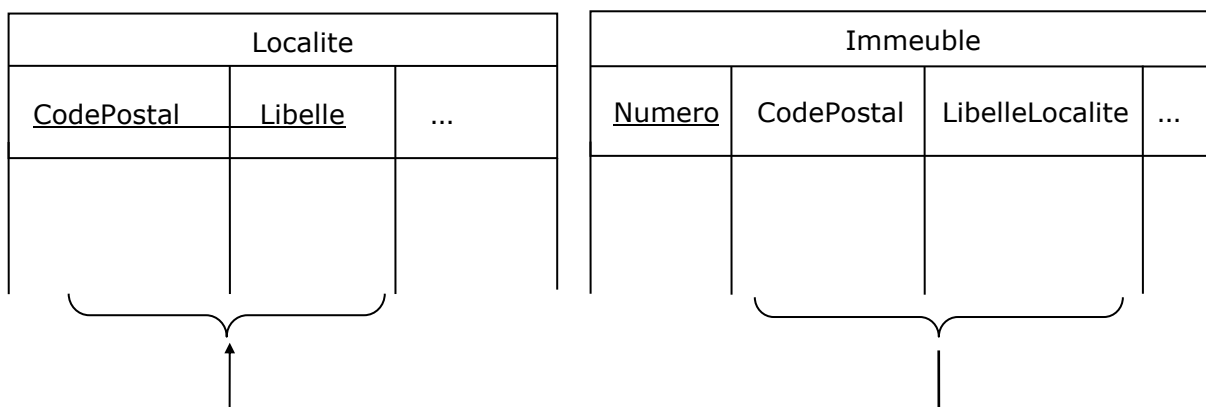 Localite
CodePostal Libelle ...
Immeuble
Numero CodePostal LibelleLocalite ...